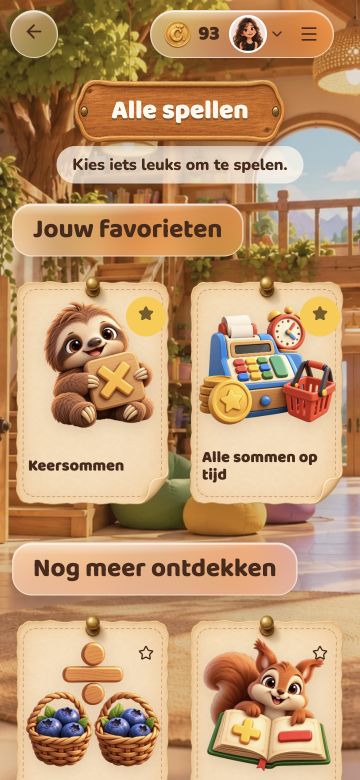 93
Alle spellen
Kies iets leuks om te spelen.
Jouw favorieten
Keersommen
Alle sommen op
tijd
Nog meer ontdekken